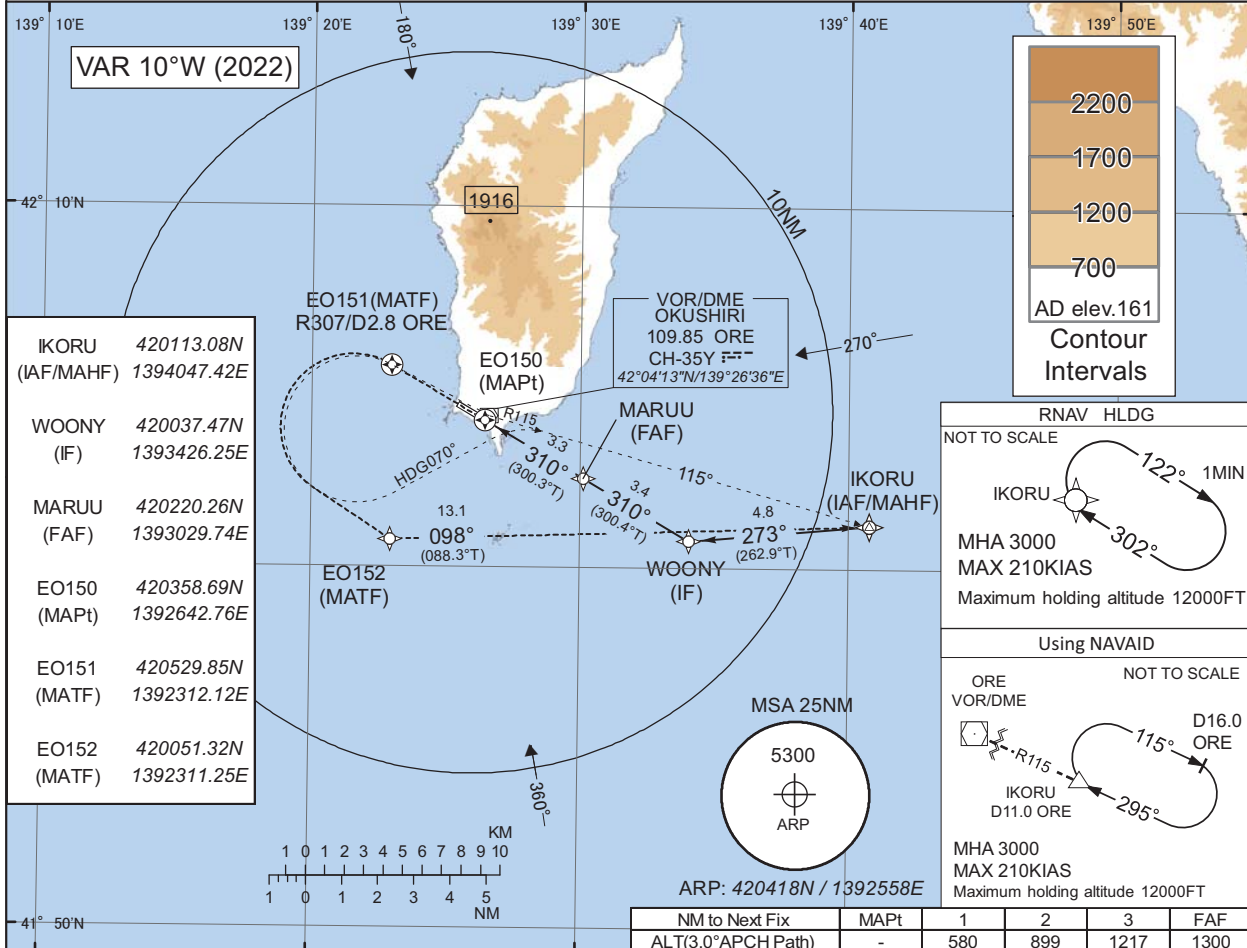 139° 10'E
139° 20'E
139° 30'E
139° 40'E
139° 50'E
180°
VAR 10°W (2022)
2200
1700
1200
700
AD elev.161
Contour
Intervals
42° 10'N
1916
10NM
EO151(MATF)
R307/D2.8 ORE
VOR/DME
OKUSHIRI
109.85 ORE
CH-35Y
42°04'13"N/139°26'36"E
270°
EO150
(MAPt)
MARUU
(FAF)
R115
3.3
310°
(300.3°T)
HDG070°
115°
3.4
310°
(300.4°T)
IKORU
(IAF/MAHF)
13.1
098°
(088.3°T)
4.8
273°
(262.9°T)
EO152
(MATF)
WOONY
(IF)
IKORU 420113.08N
(IAF/MAHF) 1394047.42E
WOONY 420037.47N
(IF) 1393426.25E
MARUU 420220.26N
(FAF) 1393029.74E
EO150 420358.69N
(MAPt) 1392642.76E
EO151 420529.85N
(MATF) 1392312.12E
EO152 420051.32N
(MATF) 1392311.25E
RNAV HLDG
NOT TO SCALE
122°
1MIN
IKORU
302°
MHA 3000
MAX 210KIAS
Maximum holding altitude 12000FT
Using NAVAID
NOT TO SCALE
ORE
VOR/DME
D16.0
ORE
115°
R115
IKORU
D11.0 ORE
295°
MHA 3000
MAX 210KIAS
Maximum holding altitude 12000FT
MSA 25NM
5300
ARP
ARP: 420418N / 1392558E
360°
KM
1 0 1 2 3 4 5 6 7 8 9 10
1 0 1 2 3 4 5
NM
41° 50'N
NM to Next Fix MAPt 1 2 3 FAF
ALT(3.0°APCH Path) - 580 899 1217 1300